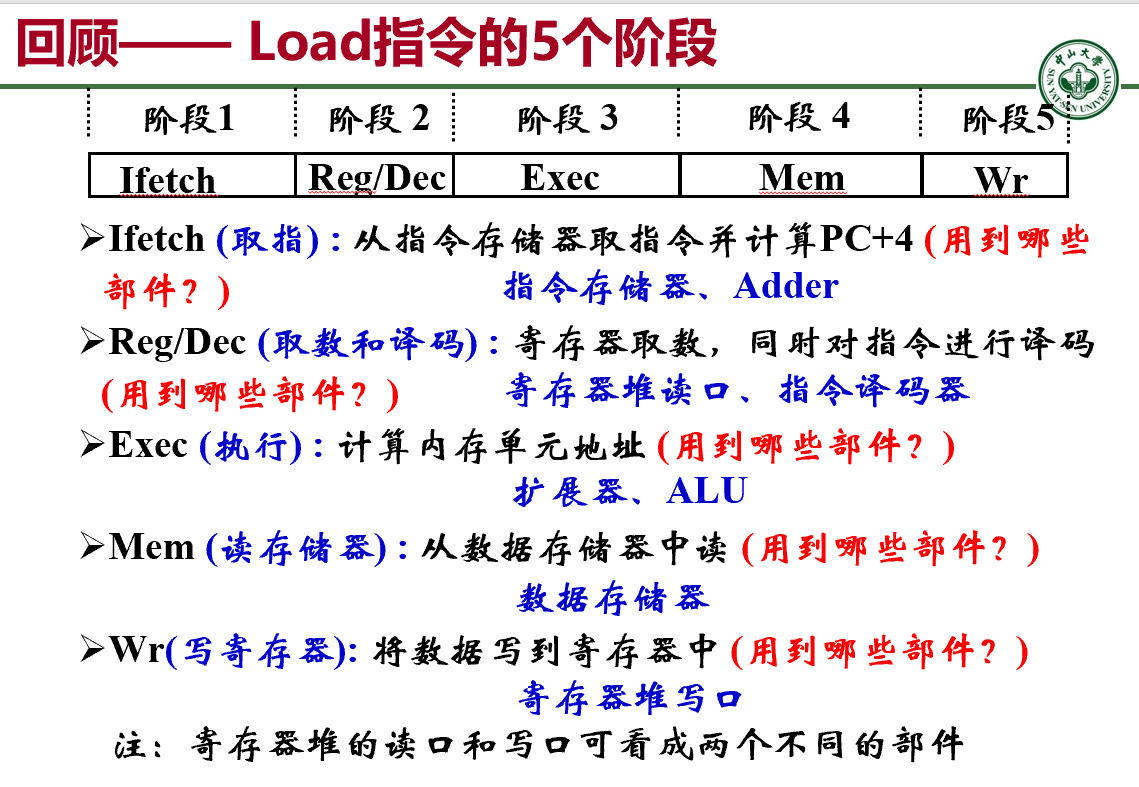 回顾—— Load指令的5个阶段
中山大学
SUN YAT-SEN UNIVERSITY
阶段1 阶段 2 阶段 3 阶段 4 阶段5
Ifetch Reg/Dec Exec Mem Wr
➢Ifetch (取指) : 从指令存储器取指令并计算PC+4 (用到哪些
部件? )
指令存储器、Adder
➢Reg/Dec (取数和译码) : 寄存器取数，同时对指令进行译码
(用到哪些部件? )
寄存器堆读口、指令译码器
➢Exec (执行) : 计算内存单元地址 (用到哪些部件? )
扩展器、ALU
➢Mem (读存储器) : 从数据存储器中读 (用到哪些部件? )
数据存储器
➢Wr(写寄存器): 将数据写到寄存器中 (用到哪些部件? )
寄存器堆写口
注：寄存器堆的读口和写口可看成两个不同的部件